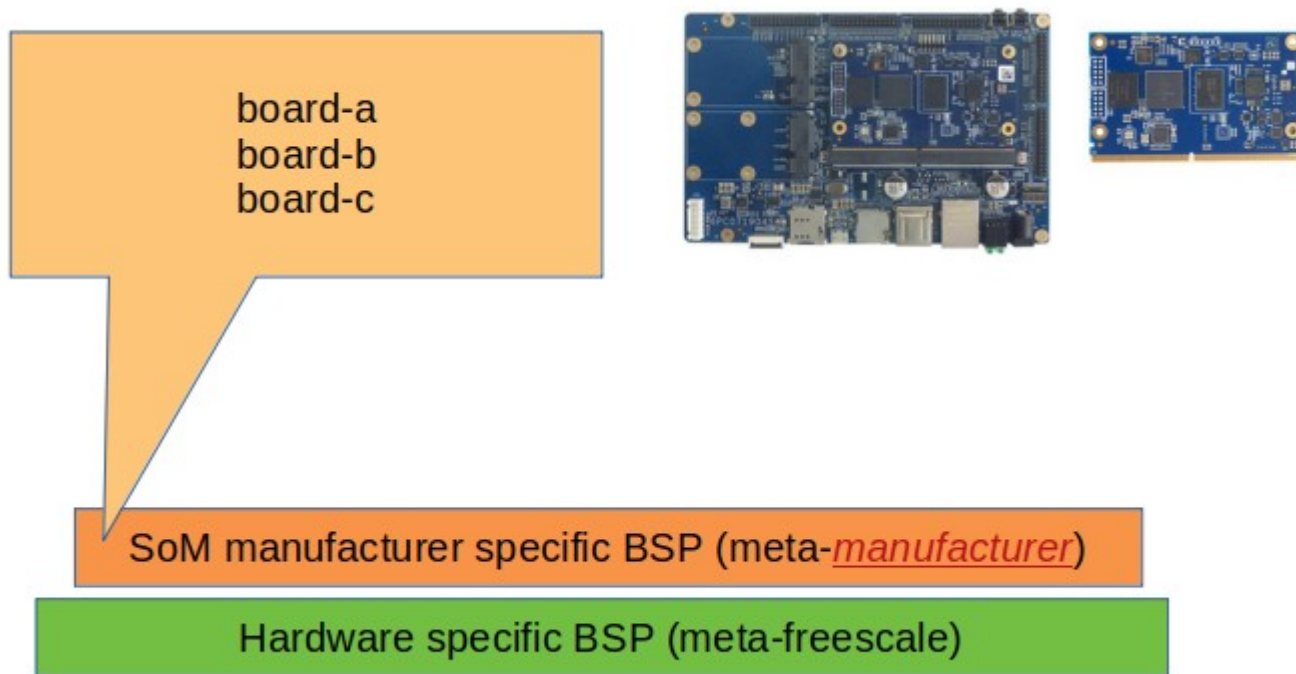 board-a
board-b
board-c
SoM manufacturer specific BSP (meta-manufacturer)
Hardware specific BSP (meta-freescale)